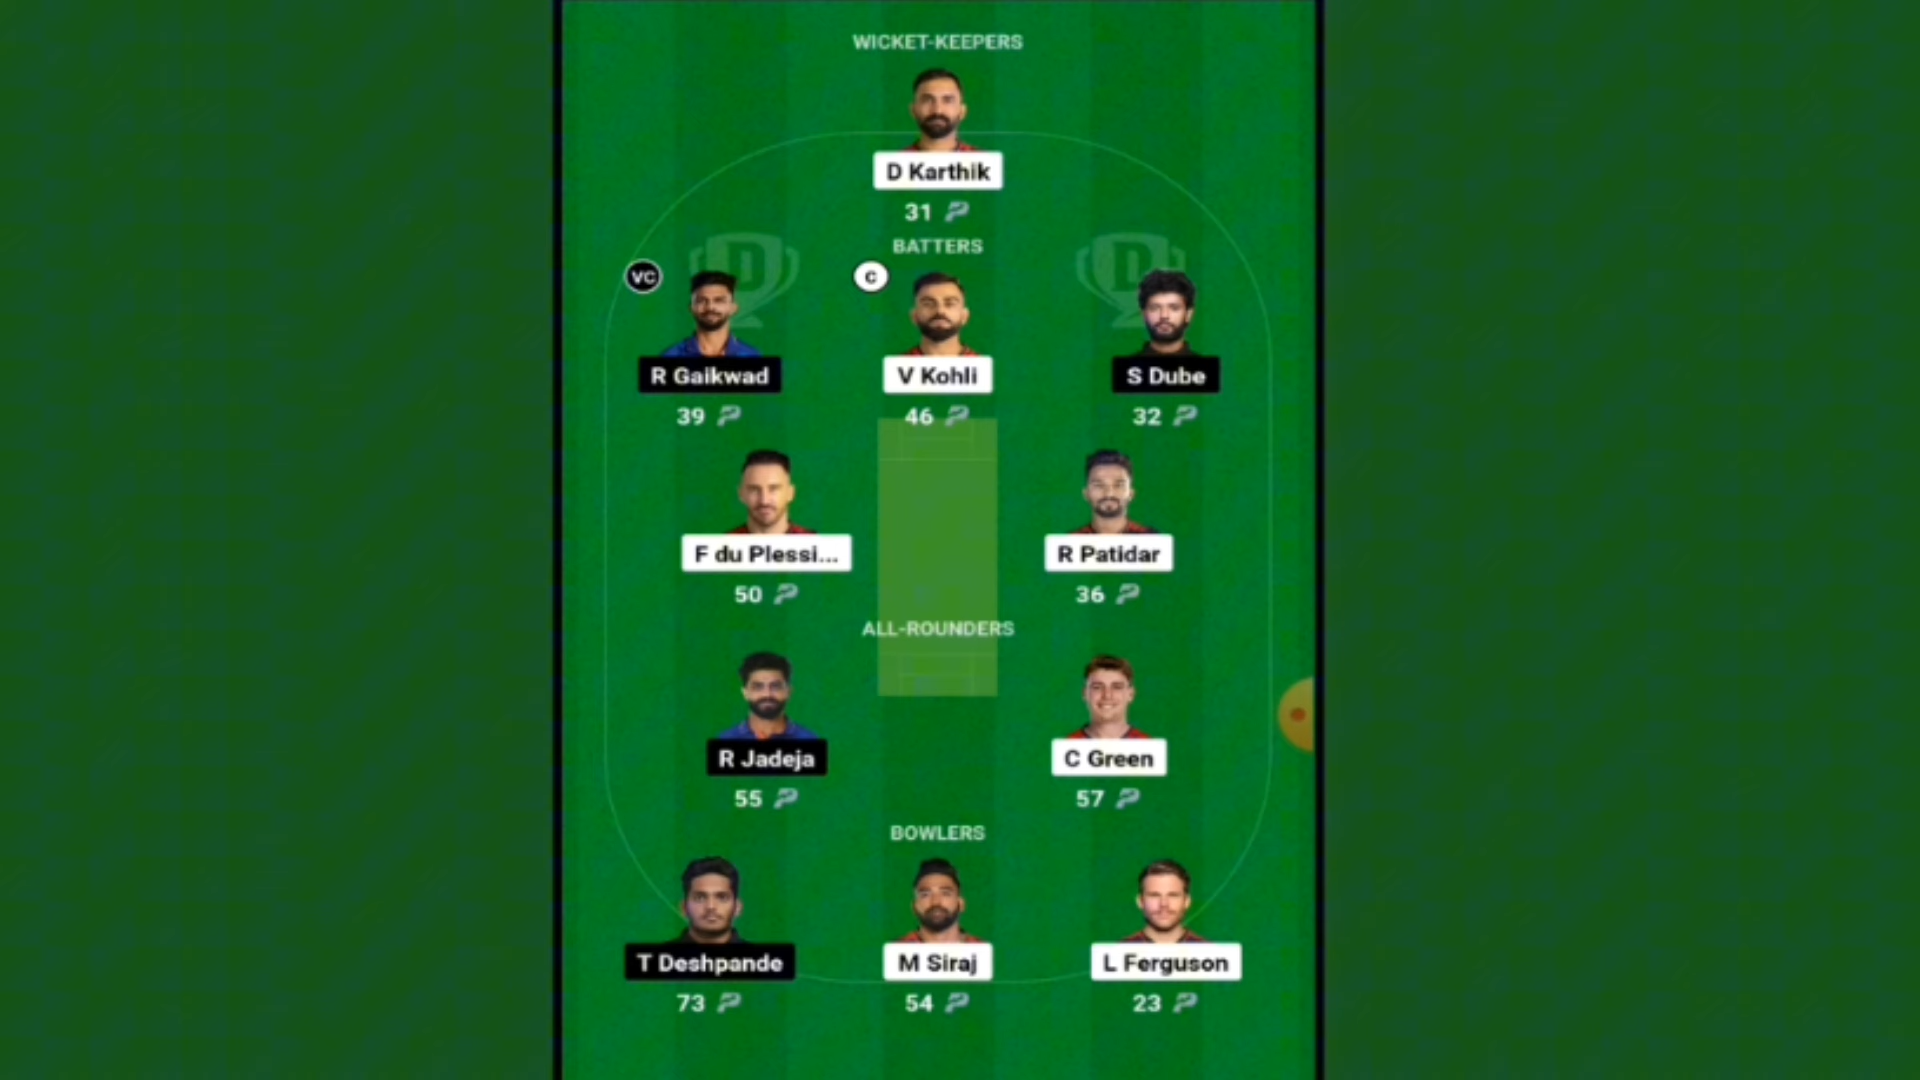 WICKET-KEEPERS
D Karthik
31
BATTERS
VC
C
R Gaikwad
V Kohli
S Dube
39
46
32
F du Plessi...
R Patidar
50
36
ALL-ROUNDERS
R Jadeja
C Green
55
57
BOWLERS
T Deshpande
M Siraj
L Ferguson
73
54
23